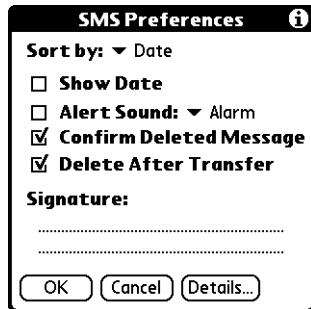 SMS Preferences
Sort by: Date
Show Date
Alert Sound: Alarm
Confirm Deleted Message
Delete After Transfer
Signature:
OK Cancel Details...